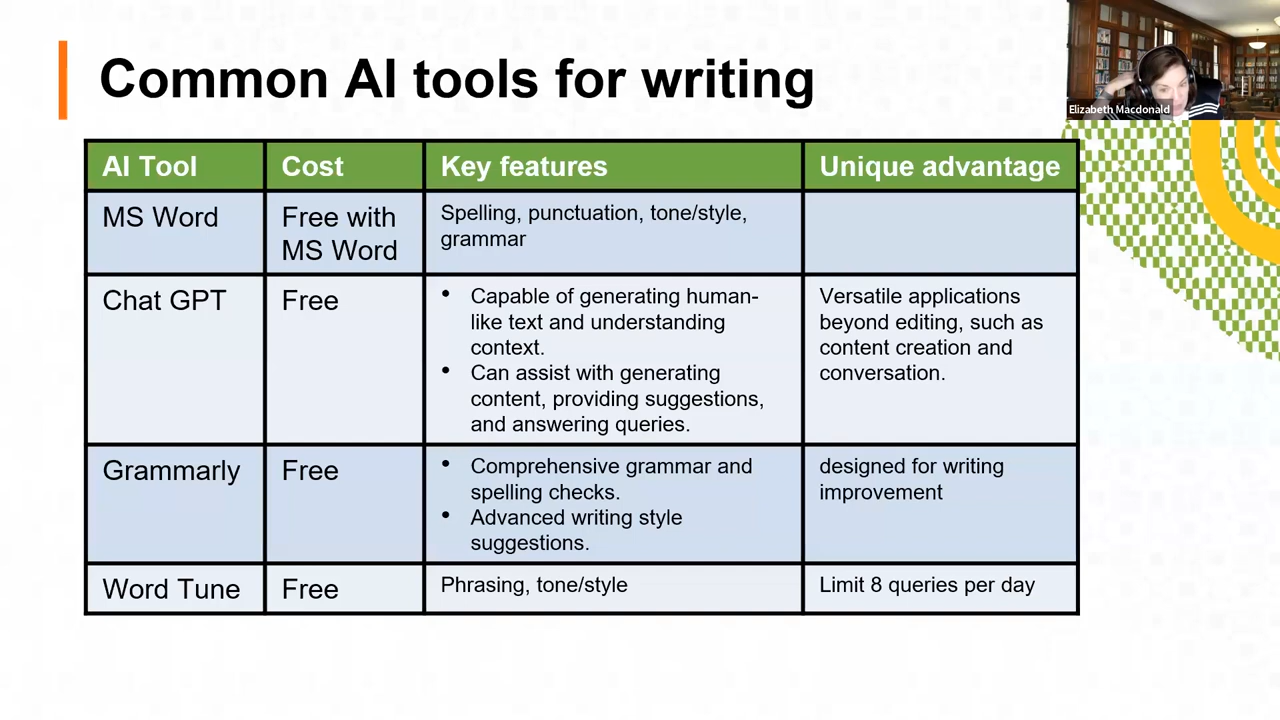 Common AI tools for writing
Elizabeth Macdonald
AI Tool
Cost
Key features
Unique advantage
MS Word
Free with
MS Word
Spelling, punctuation, tone/style,
grammar
Chat GPT
Free
• Capable of generating human-
like text and understanding
context.
• Can assist with generating
content, providing suggestions,
and answering queries.
Versatile applications
beyond editing, such as
content creation and
conversation.
Grammarly
Free
• Comprehensive grammar and
spelling checks.
• Advanced writing style
suggestions.
designed for writing
improvement
Word Tune
Free
Phrasing, tone/style
Limit 8 queries per day